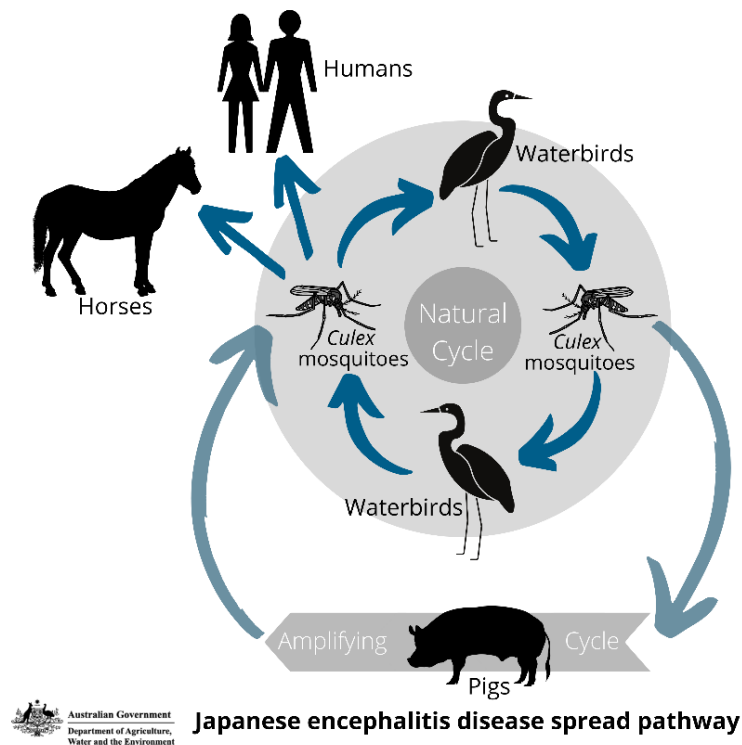 Humans
Waterbirds
Horses
Natural
Cycle
Culex
mosquitoes
Culex
mosquitoes
Waterbirds
Amplifying
Cycle
Pigs
Australian Government
Department of Agriculture,
Water and the Environment
Japanese encephalitis disease spread pathway